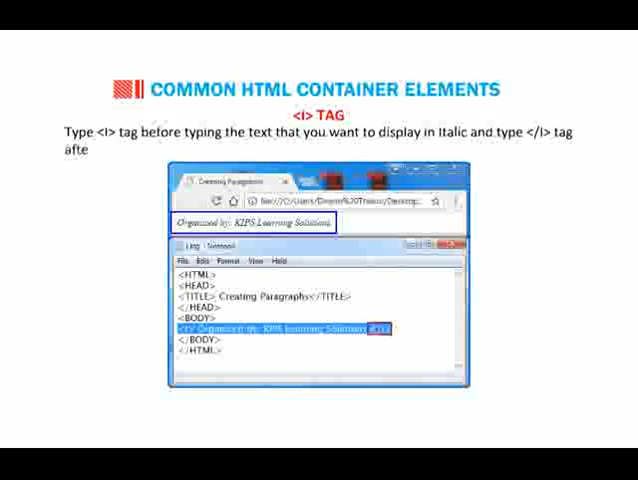 COMMON HTML CONTAINER ELEMENTS
<I> TAG
Type <I> tag before typing the text that you want to display in Italic and type </I> tag
afte
Creating Paragraphs
Organized by: KIPS Learning Solutions
Notepad
File Edit Format View Help
<HTML>
<HEAD>
<TITLE> Creating Paragraphs</TITLE>
</HEAD>
<BODY>
<I> Organized by: KIPS Learning Solutions </I>
</BODY>
</HTML>